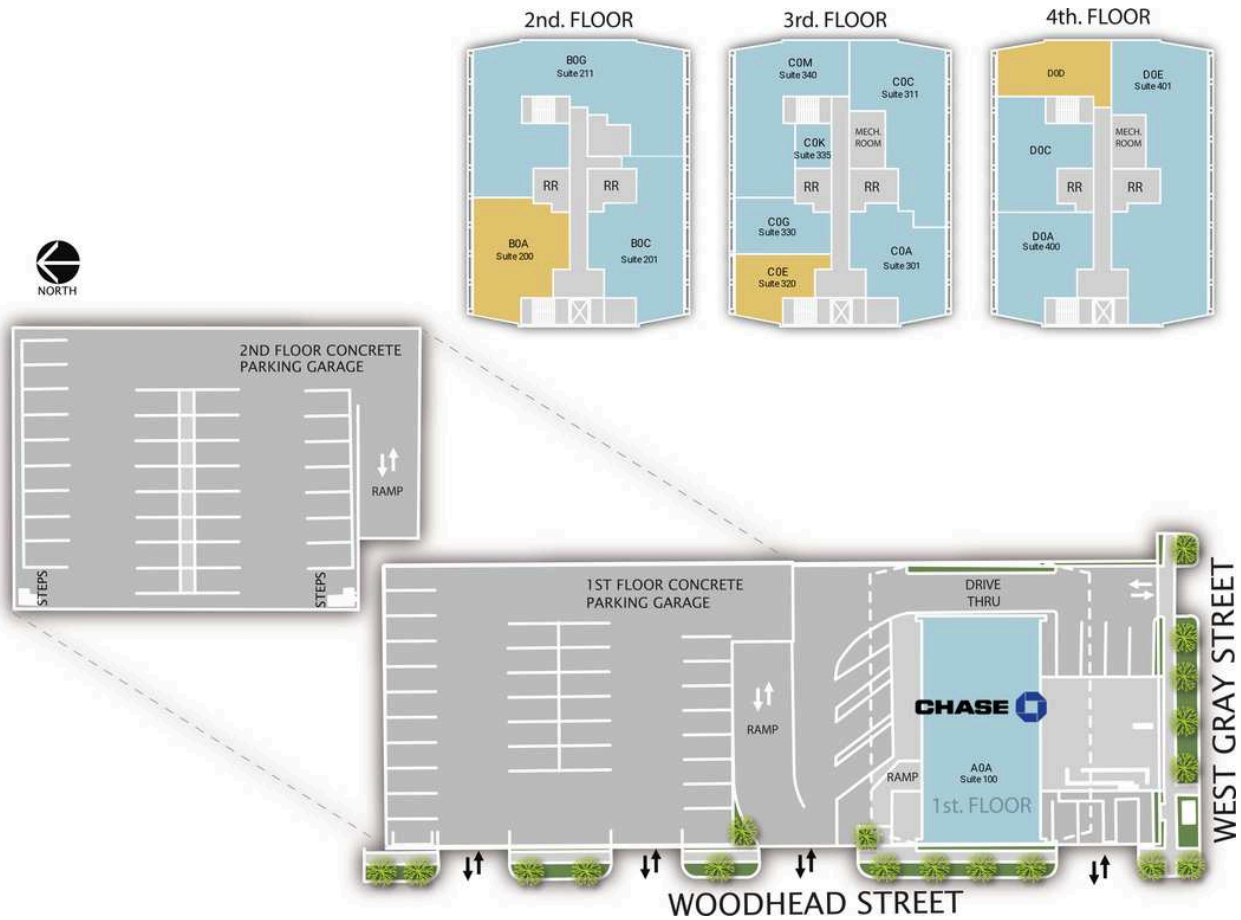 2nd. FLOOR
3rd. FLOOR
4th. FLOOR
B0G
Suite 211
RR
RR
B0A
Suite 200
B0C
Suite 201
C0M
Suite 340
C0C
Suite 311
C0K
Suite 335
MECH.
ROOM
RR
RR
C0G
Suite 330
C0A
Suite 301
C0E
Suite 320
D0D
D0E
Suite 401
D0C
MECH.
ROOM
RR
RR
D0A
Suite 400
NORTH
2ND FLOOR CONCRETE
PARKING GARAGE
RAMP
STEPS
STEPS
1ST FLOOR CONCRETE
PARKING GARAGE
RAMP
DRIVE
THRU
CHASE
RAMP
A0A
Suite 100
1st. FLOOR
WEST GRAY STREET
WOODHEAD STREET